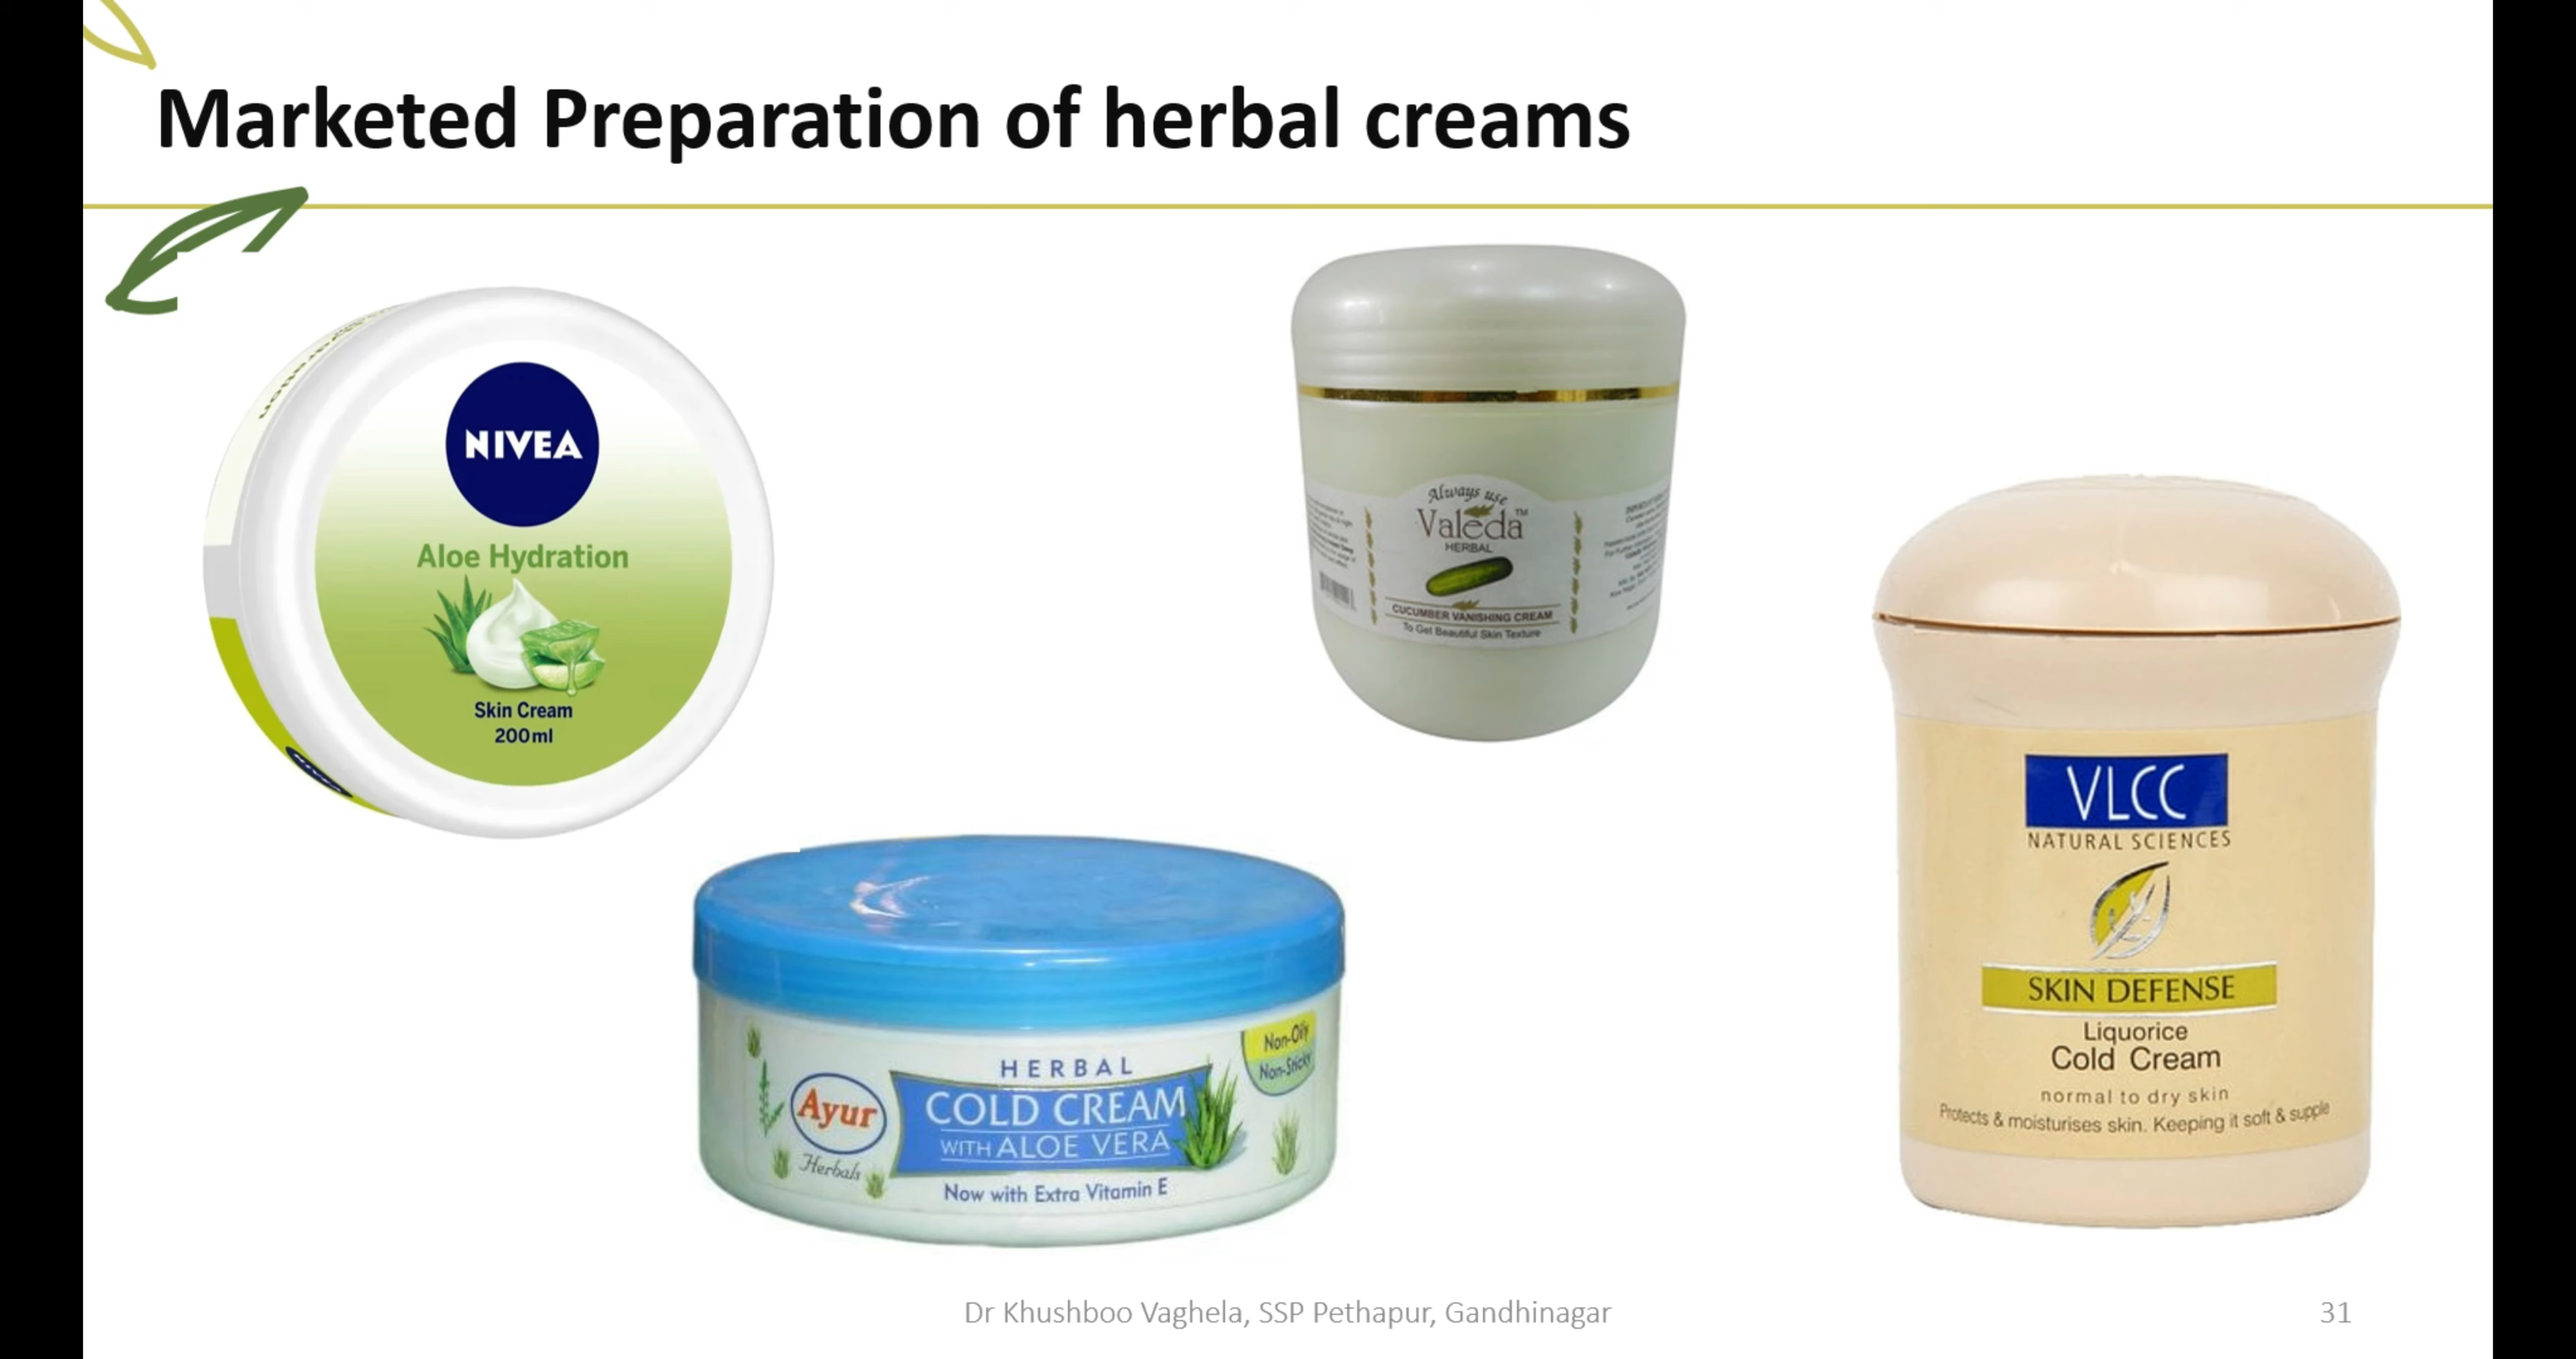 Marketed Preparation of herbal creams
NIVEA
Aloe Hydration
Skin Cream
200ml
Always use
Valeda™
HERBAL
CUCUMBER VANISHING CREAM
To Get Beautiful Skin Texture
VLCC
NATURAL SCIENCES
SKIN DEFENSE
Liquorice
Cold Cream
normal to dry skin
Protects & moisturises skin. Keeping it soft & supple
Non-Oily
Non-Sticky
HERBAL
Ayur
Herbals
COLD CREAM
WITH ALOE VERA
Now with Extra Vitamin E
Dr Khushboo Vaghela, SSP Pethapur, Gandhinagar
31